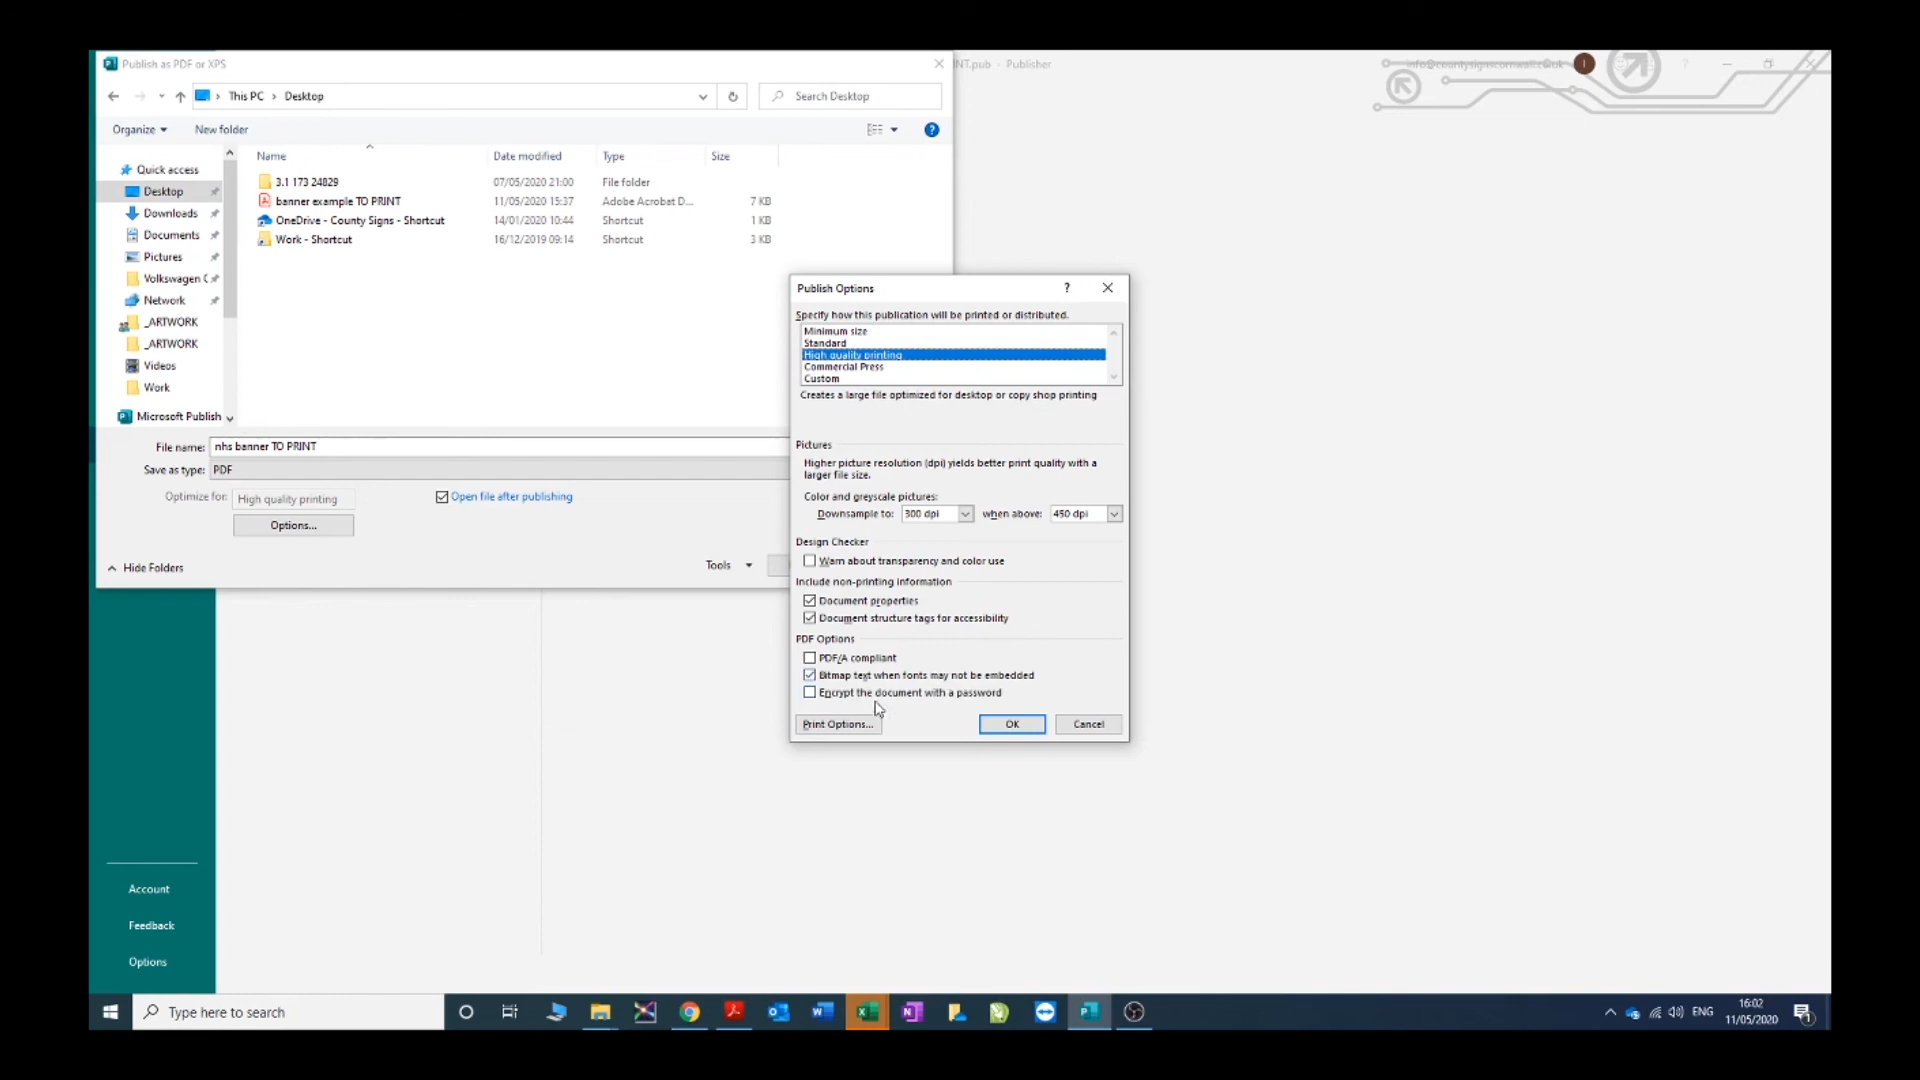 Publish as PDF or XPS
NT.pub - Publisher
info@countysignscornwall.co.uk
I
?
This PC > Desktop
Search Desktop
Organize
New folder
?
Name
Date modified
Type
Size
Quick access
Desktop
Downloads
Documents
Pictures
Volkswagen C
Network
_ARTWORK
_ARTWORK
Videos
Work
Microsoft Publish
3.1 173 24829
07/05/2020 21:00
File folder
banner example TO PRINT
11/05/2020 15:37
Adobe Acrobat D...
7 KB
OneDrive - County Signs - Shortcut
14/01/2020 10:44
Shortcut
1 KB
Work - Shortcut
16/12/2019 09:14
Shortcut
3 KB
File name: nhs banner TO PRINT
Save as type: PDF
Optimize for: High quality printing
Open file after publishing
Options...
Hide Folders
Tools
Publish Options
?
Specify how this publication will be printed or distributed.
Minimum size
Standard
High quality printing
Commercial Press
Custom
Creates a large file optimized for desktop or copy shop printing
Pictures
Higher picture resolution (dpi) yields better print quality with a
larger file size.
Color and greyscale pictures:
Downsample to: 300 dpi when above: 450 dpi
Design Checker
Warn about transparency and color use
Include non-printing information
Document properties
Document structure tags for accessibility
PDF Options
PDF/A compliant
Bitmap text when fonts may not be embedded
Encrypt the document with a password
Print Options...
OK
Cancel
Account
Feedback
Options
Type here to search
ENG
16:02
11/05/2020
1